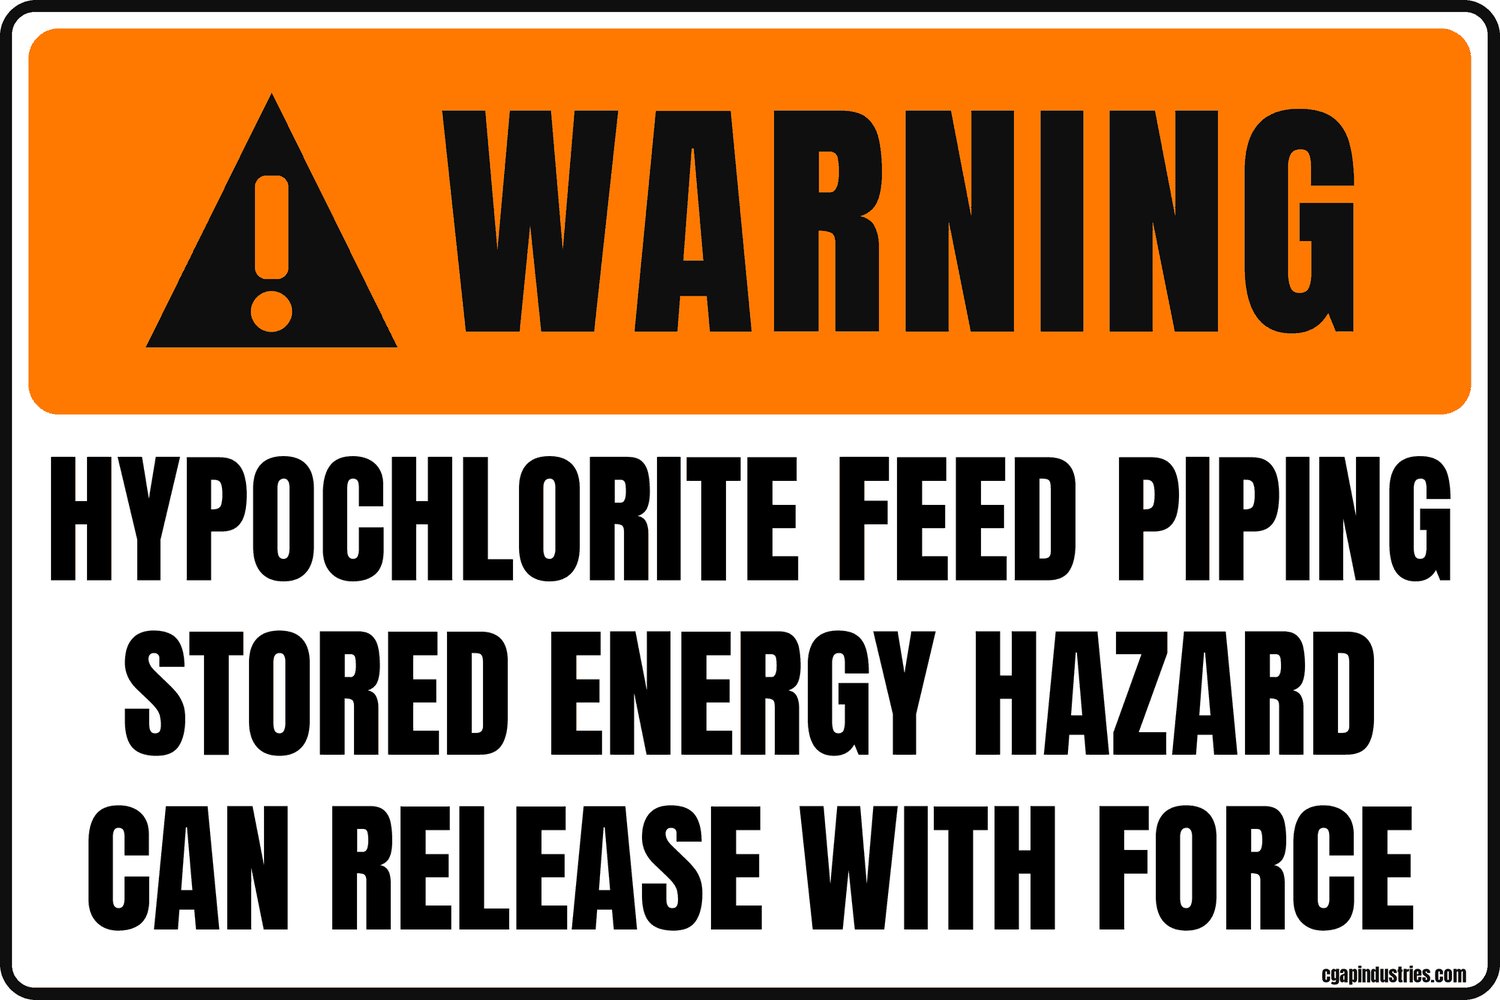 WARNING
HYPOCHLORITE FEED PIPING
STORED ENERGY HAZARD
CAN RELEASE WITH FORCE
cgapindustries.com